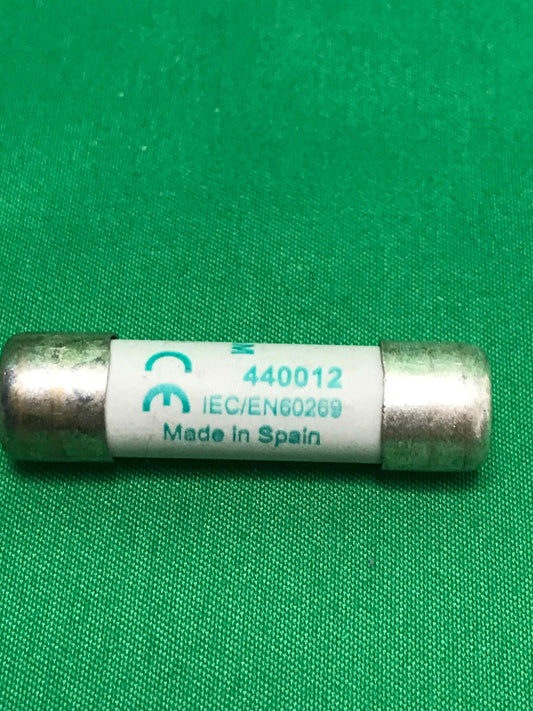 M
CE
440012
IEC/EN60269
Made in Spain